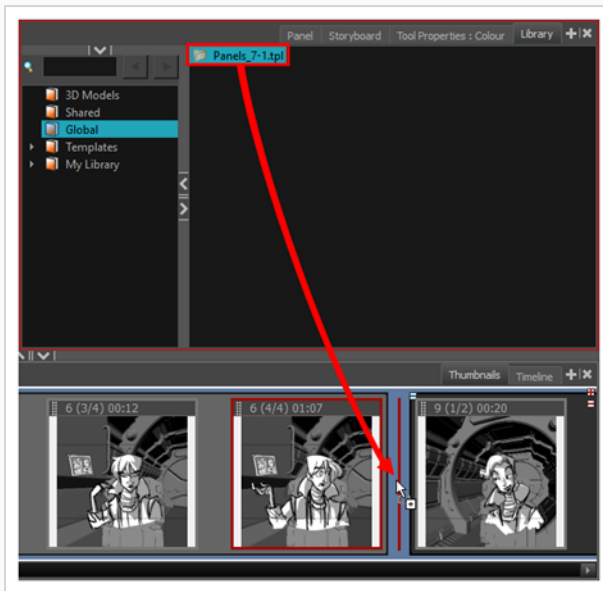 Panel Storyboard Tool Properties : Colour Library
Panels_7-1.tpl
3D Models
Shared
Global
Templates
My Library
Thumbnails Timeline
6 (3/4) 00:12 6 (4/4) 01:07 9 (1/2) 00:20